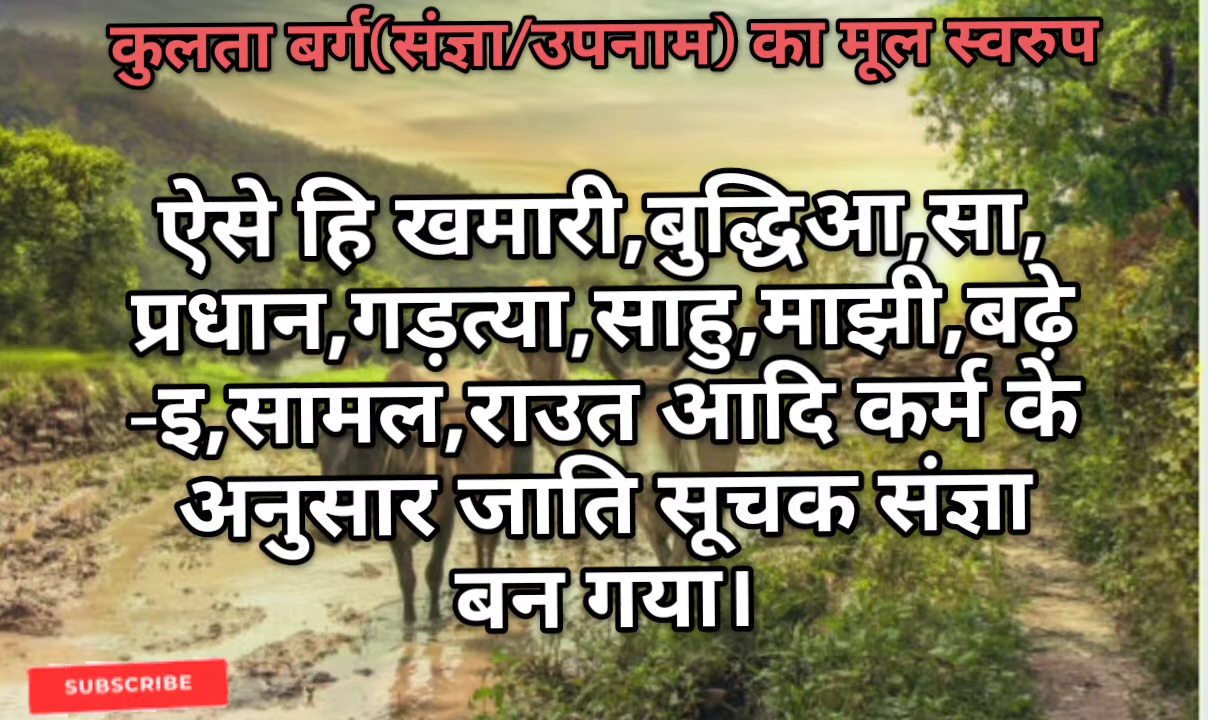 कुलता बर्ग(संज्ञा/उपनाम) का मूल स्वरुप
ऐसे हि खमारी,बुद्धिआ,सा,
प्रधान,गड़त्या,साहु,माझी,बढ़े
-इ,सामल,राउत आदि कर्म कें
अनुसार जाति सूचक संज्ञा
बन गया।
SUBSCRIBE